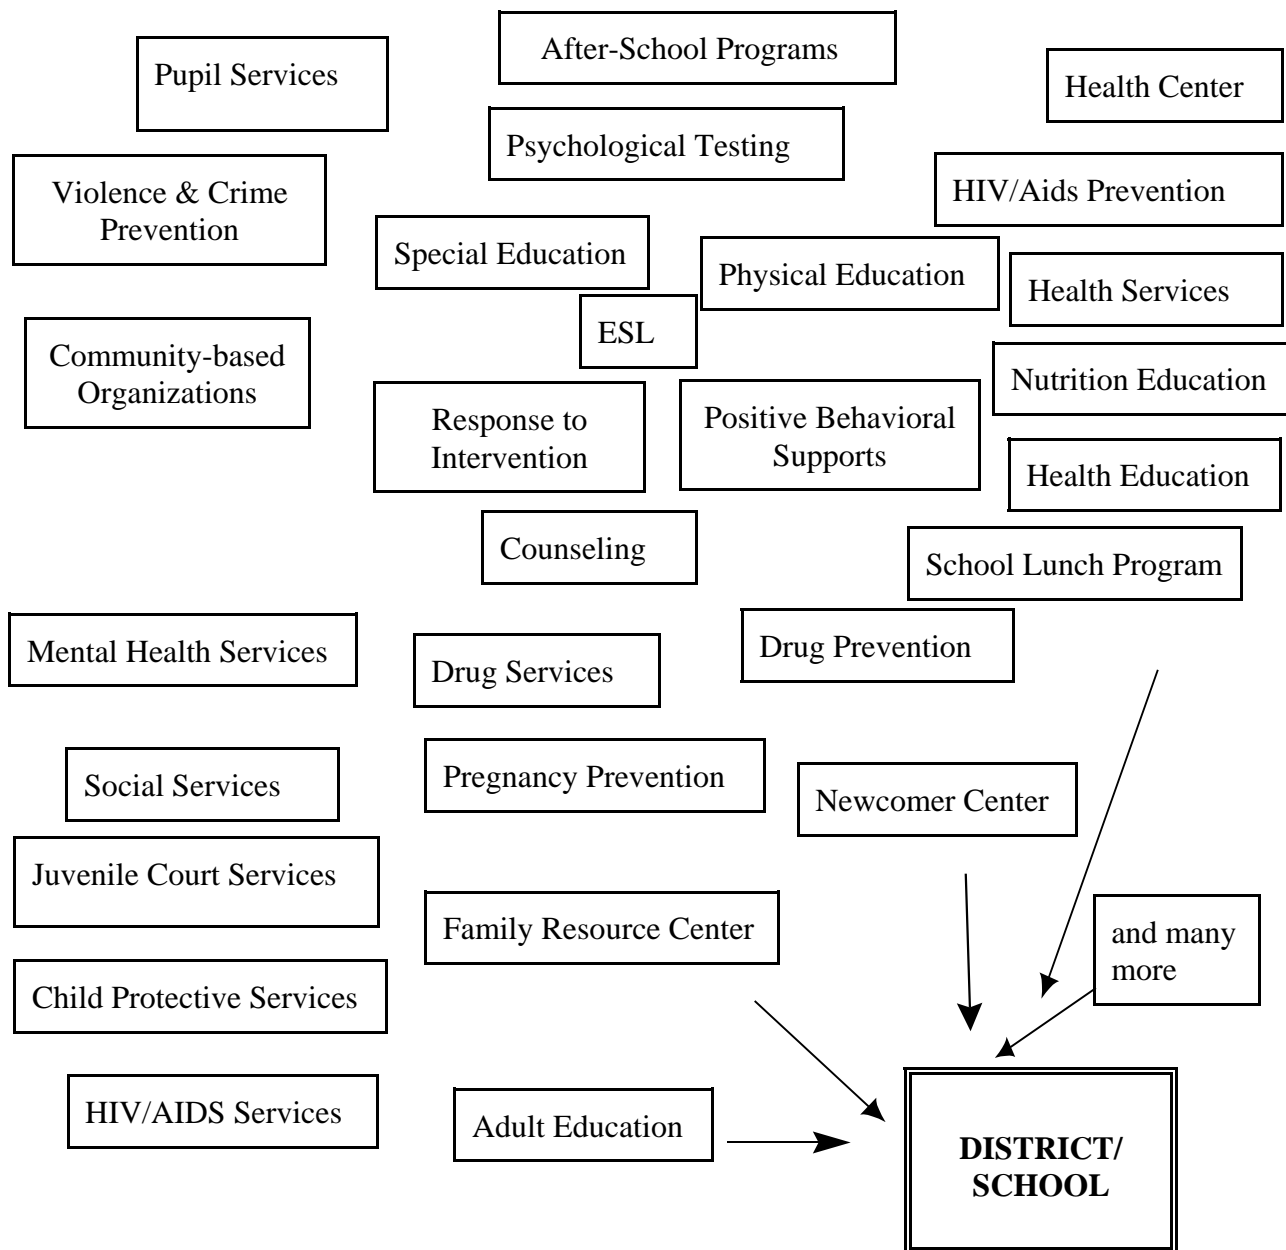 After-School Programs
Pupil Services
Health Center
Psychological Testing
Violence & Crime
Prevention
HIV/Aids Prevention
Special Education
Physical Education
Health Services
ESL
Community-based
Organizations
Nutrition Education
Response to
Intervention
Positive Behavioral
Supports
Health Education
Counseling
School Lunch Program
Mental Health Services
Drug Services
Drug Prevention
Social Services
Pregnancy Prevention
Newcomer Center
Juvenile Court Services
Family Resource Center
and many
more
Child Protective Services
HIV/AIDS Services
Adult Education
DISTRICT/
SCHOOL